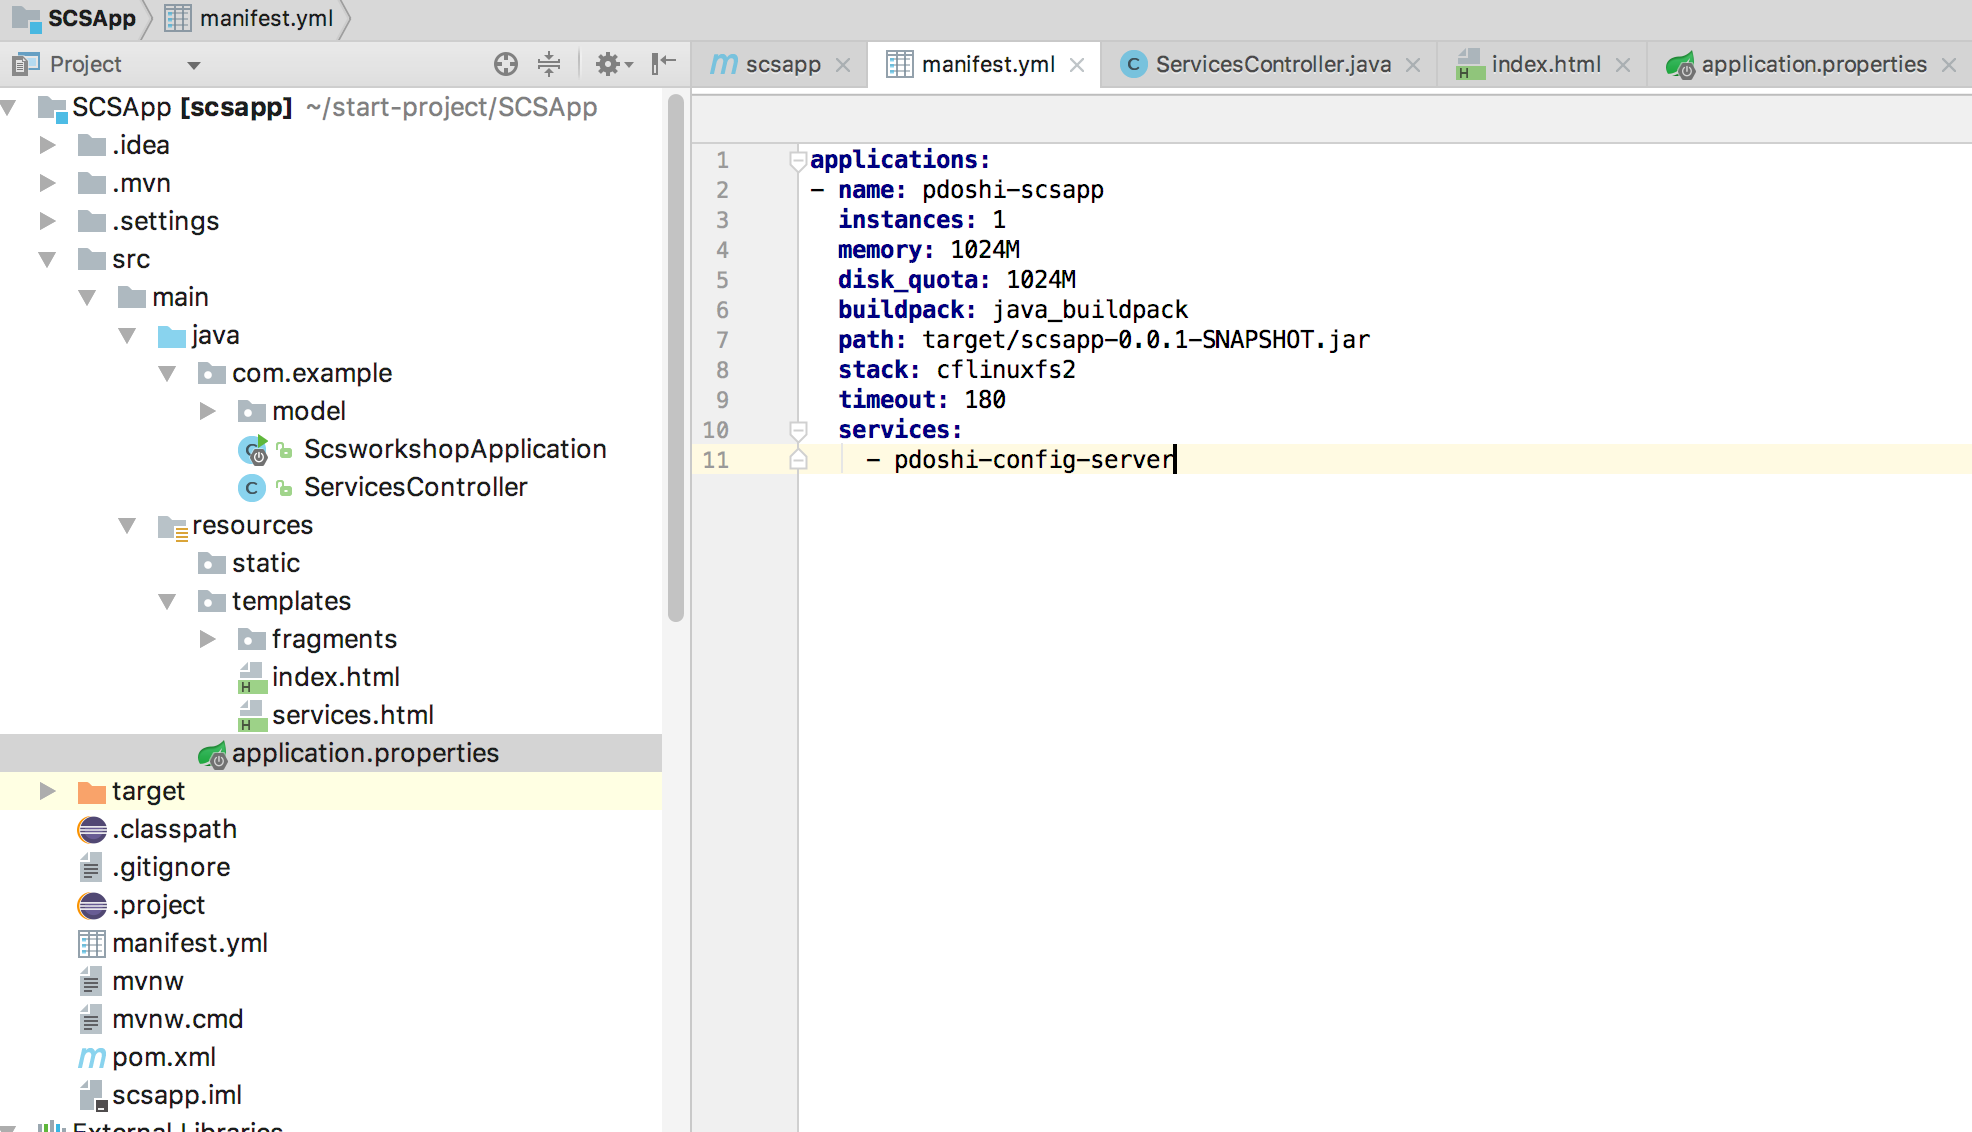 SCSApp manifest.yml
Project
scsapp manifest.yml ServicesController.java index.html application.properties
SCSApp [scsapp] ~/start-project/SCSApp
.idea
.mvn
.settings
src
main
java
com.example
model
ScsworkshopApplication
ServicesController
resources
static
templates
fragments
index.html
services.html
application.properties
target
.classpath
.gitignore
.project
manifest.yml
mvnw
mvnw.cmd
pom.xml
scsapp.iml
External Libraries
1 applications:
2 - name: pdoshi-scsapp
3 instances: 1
4 memory: 1024M
5 disk_quota: 1024M
6 buildpack: java_buildpack
7 path: target/scsapp-0.0.1-SNAPSHOT.jar
8 stack: cflinuxfs2
9 timeout: 180
10 services:
11 - pdoshi-config-server